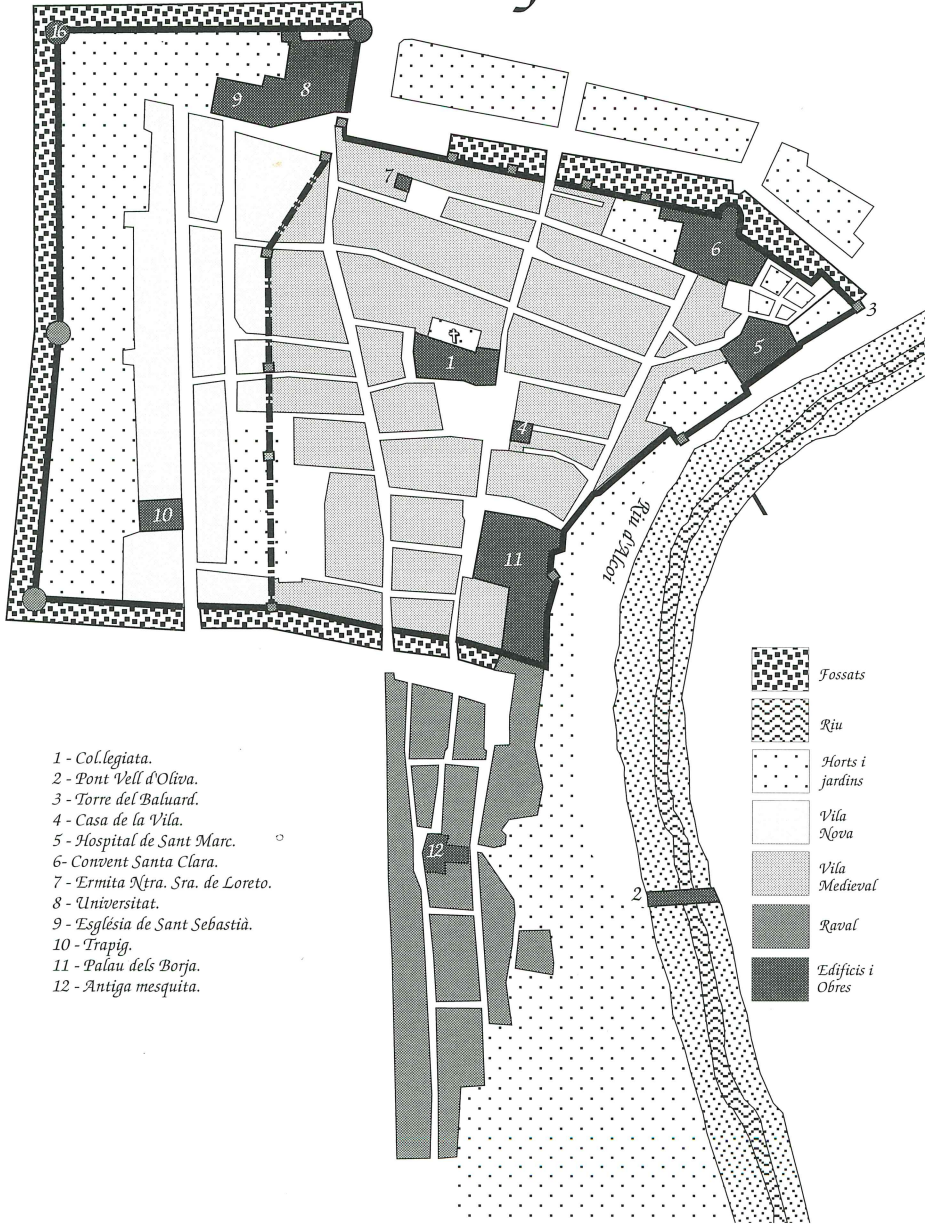 16
8
9
7
6
3
1
5
4
10
11
Riu d'Alcoi
12
2
1 - Col.legiata.
2 - Pont Vell d'Oliva.
3 - Torre del Baluard.
4 - Casa de la Vila.
5 - Hospital de Sant Marc.
6- Convent Santa Clara.
7 - Ermita Ntra. Sra. de Loreto.
8 - Universitat.
9 - Església de Sant Sebastià.
10 - Trapig.
11 - Palau dels Borja.
12 - Antiga mesquita.
Fossats
Riu
Horts i
jardins
Vila
Nova
Vila
Medieval
Raval
Edificis i
Obres